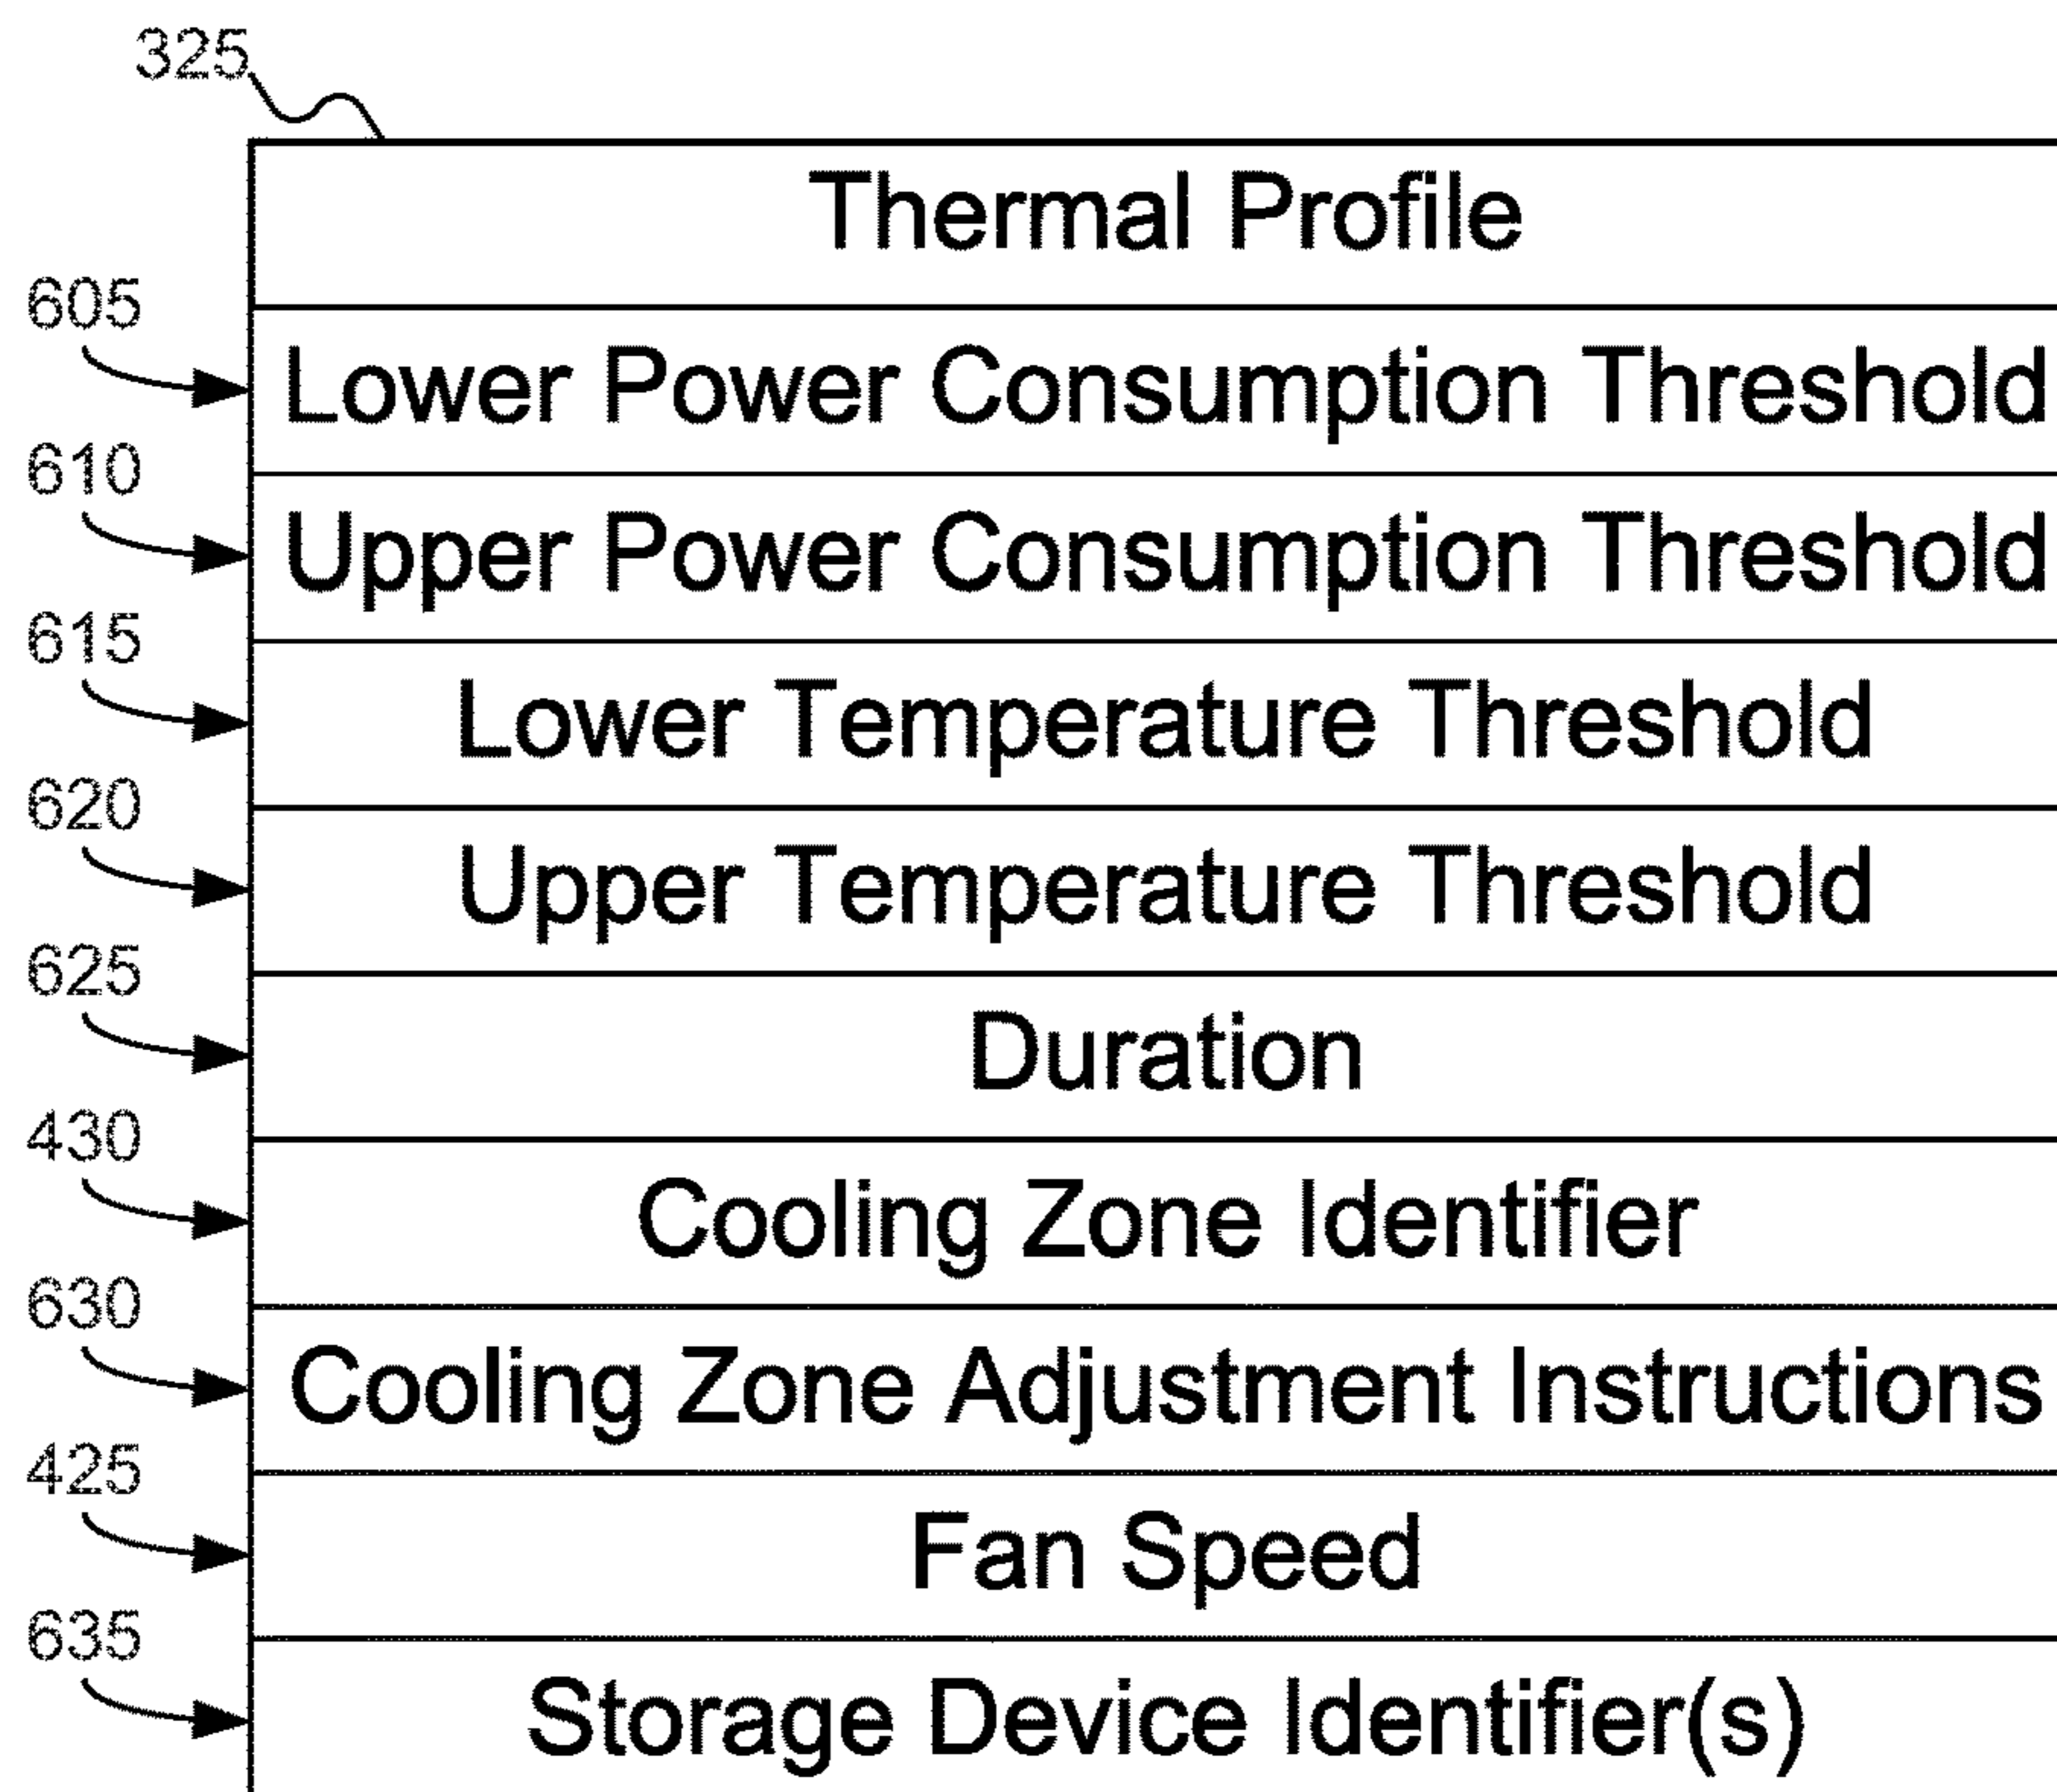 325
Thermal Profile
605
Lower Power Consumption Threshold
610
Upper Power Consumption Threshold
615
Lower Temperature Threshold
620
Upper Temperature Threshold
625
Duration
430
Cooling Zone Identifier
630
Cooling Zone Adjustment Instructions
425
Fan Speed
635
Storage Device Identifier(s)